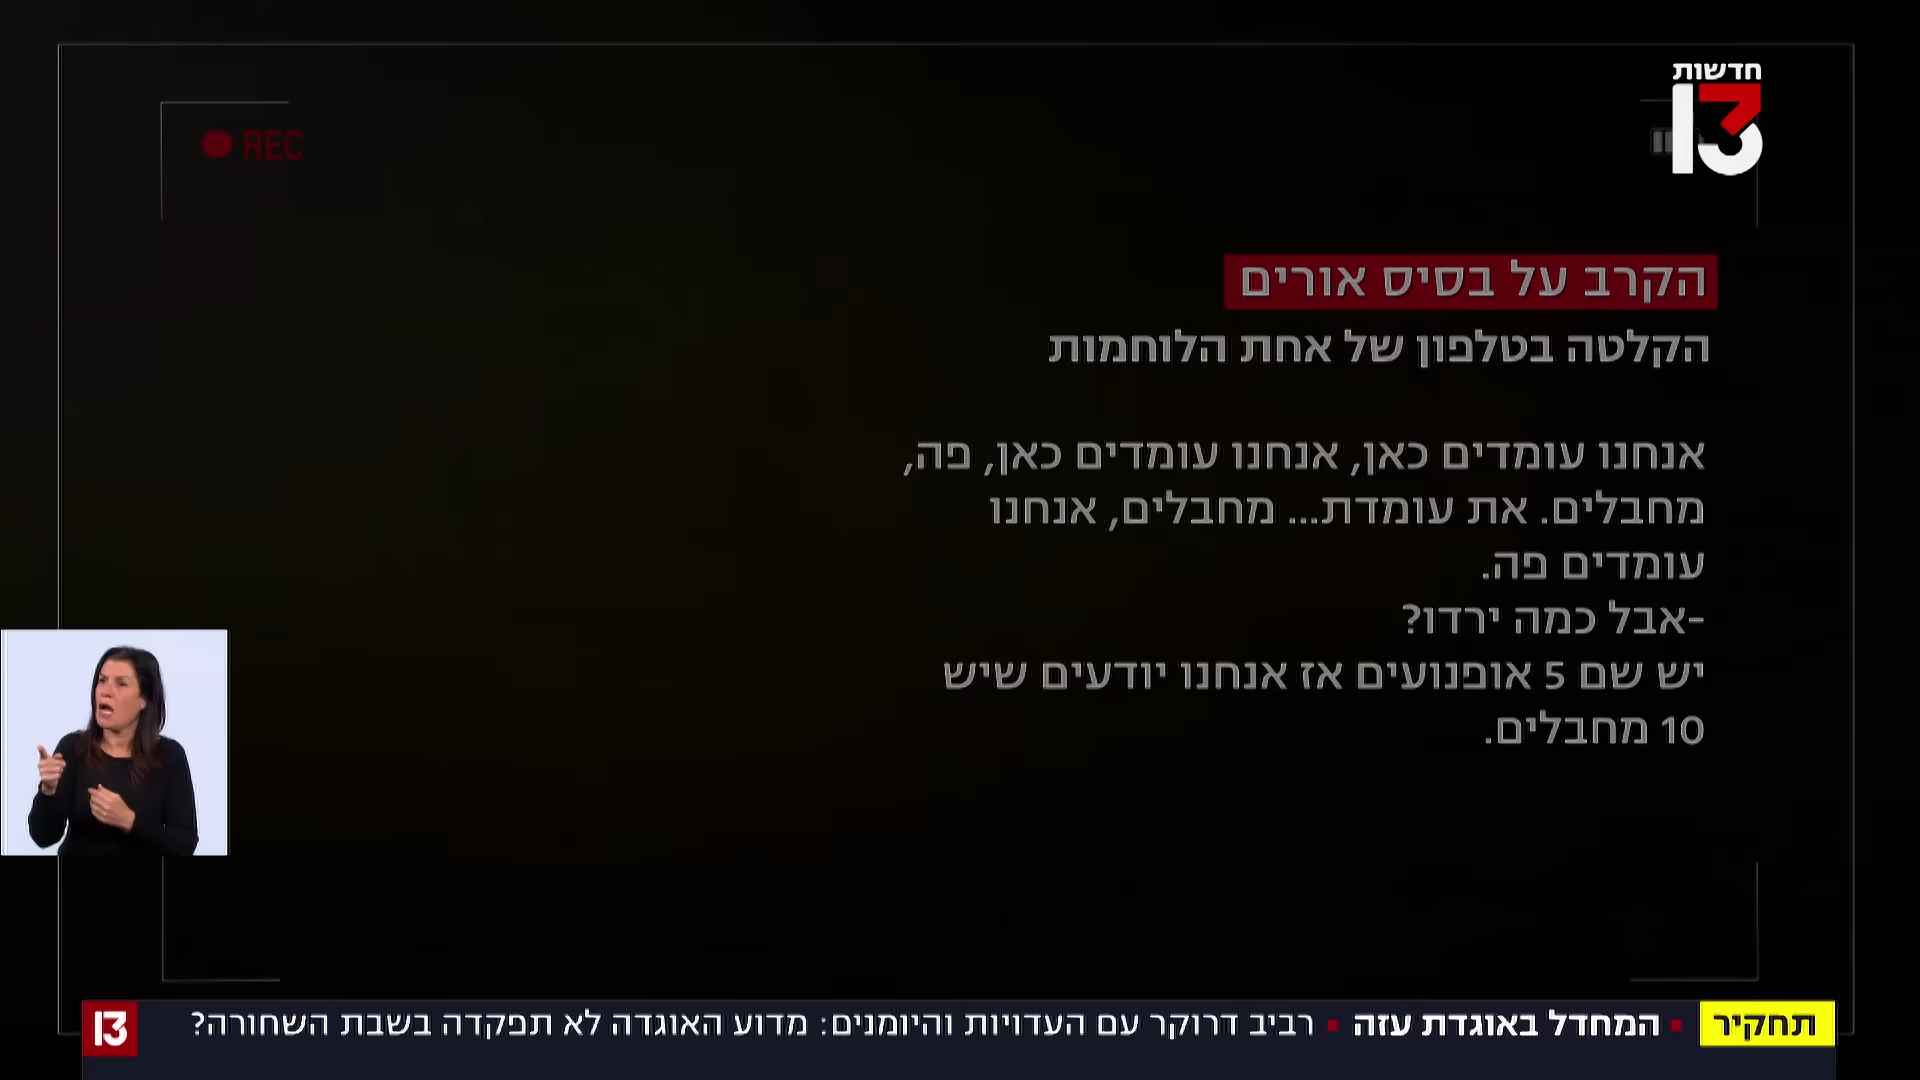 חדשות
13
REC
הקרב על בסיס אורים
הקלטה בטלפון של אחת הלוחמות
אנחנו עומדים כאן, אנחנו עומדים כאן, פה,
מחבלים. את עומדת... מחבלים, אנחנו
עומדים פה.
-אבל כמה ירדו?
יש שם 5 אופנועים אז אנחנו יודעים שיש
10 מחבלים.
תחקיר ▪ המחדל באוגדת עזה ▪ רביב דרוקר עם העדויות והיומנים: מדוע האוגדה לא תפקדה בשבת השחורה? 13